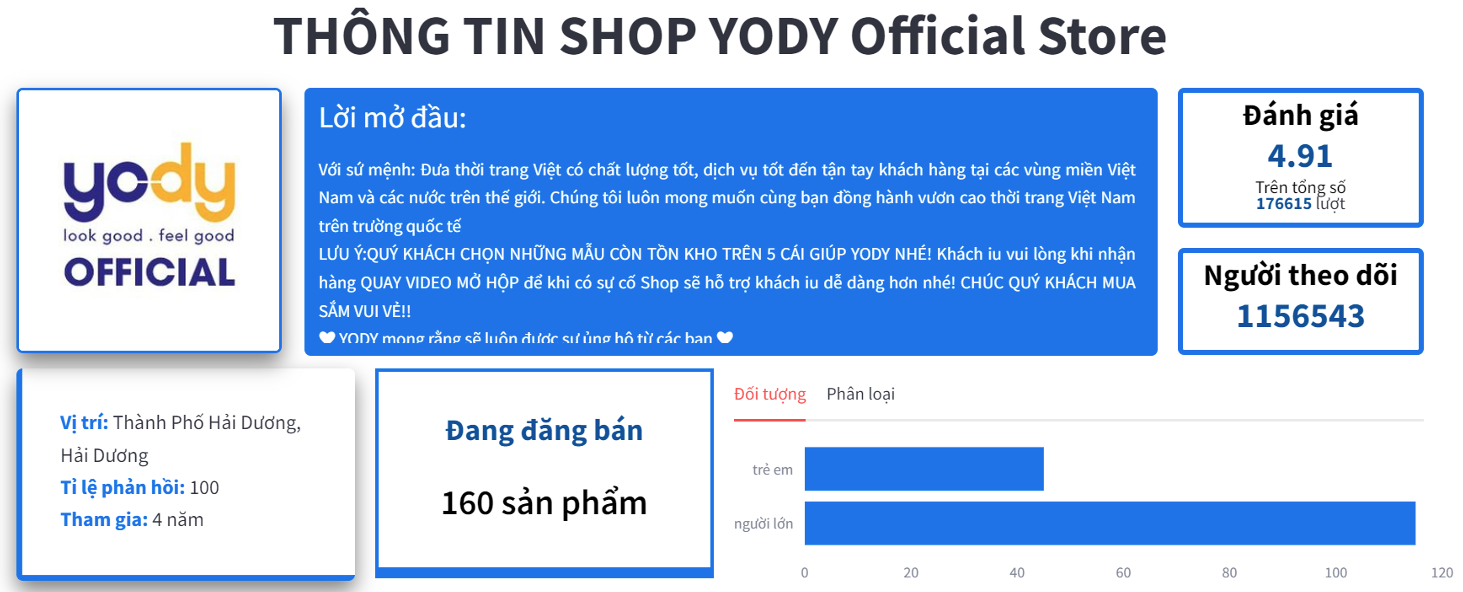 THÔNG TIN SHOP YODY Official Store
yody
look good . feel good
OFFICIAL
Lời mở đầu:
Với sứ mệnh: Đưa thời trang Việt có chất lượng tốt, dịch vụ tốt đến tận tay khách hàng tại các vùng miền Việt
Nam và các nước trên thế giới. Chúng tôi luôn mong muốn cùng bạn đồng hành vươn cao thời trang Việt Nam
trên trường quốc tế
LƯU Ý:QUÝ KHÁCH CHỌN NHỮNG MẪU CÒN TỒN KHO TRÊN 5 CÁI GIÚP YODY NHÉ! Khách iu vui lòng khi nhận
hàng QUAY VIDEO MỞ HỘP để khi có sự cố Shop sẽ hỗ trợ khách iu dễ dàng hơn nhé! CHÚC QUÝ KHÁCH MUA
SẮM VUI VẺ!!
🤍 YODY mong rằng sẽ luôn được sự ủng hộ từ các bạn 🤍
Đánh giá
4.91
Trên tổng số
176615 lượt
Người theo dõi
1156543
Vị trí: Thành Phố Hải Dương,
Hải Dương
Tỉ lệ phản hồi: 100
Tham gia: 4 năm
Đang đăng bán
160 sản phẩm
Đối tượng Phân loại
trẻ em
người lớn
0 20 40 60 80 100 120